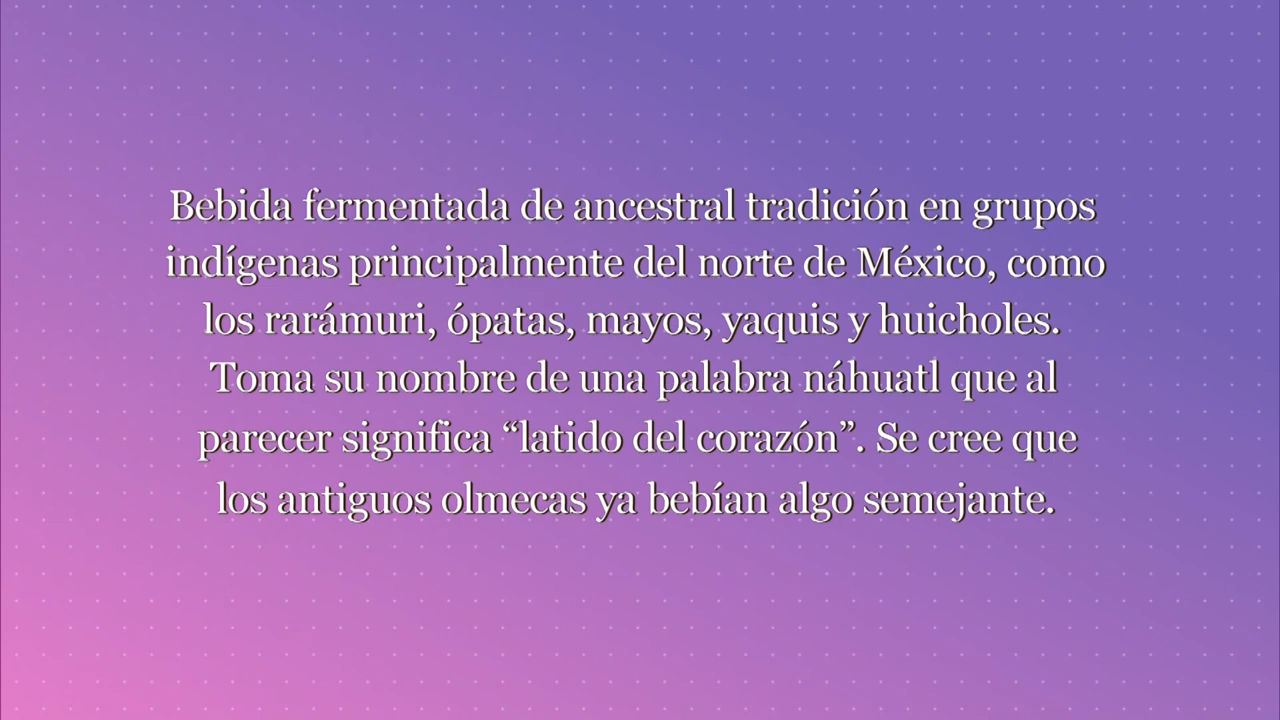 Bebida fermentada de ancestral tradición en grupos
indígenas principalmente del norte de México, como
los rarámuri, ópatas, mayos, yaquis y huicholes.
Toma su nombre de una palabra náhuatl que al
parecer significa “latido del corazón”. Se cree que
los antiguos olmecas ya bebían algo semejante.